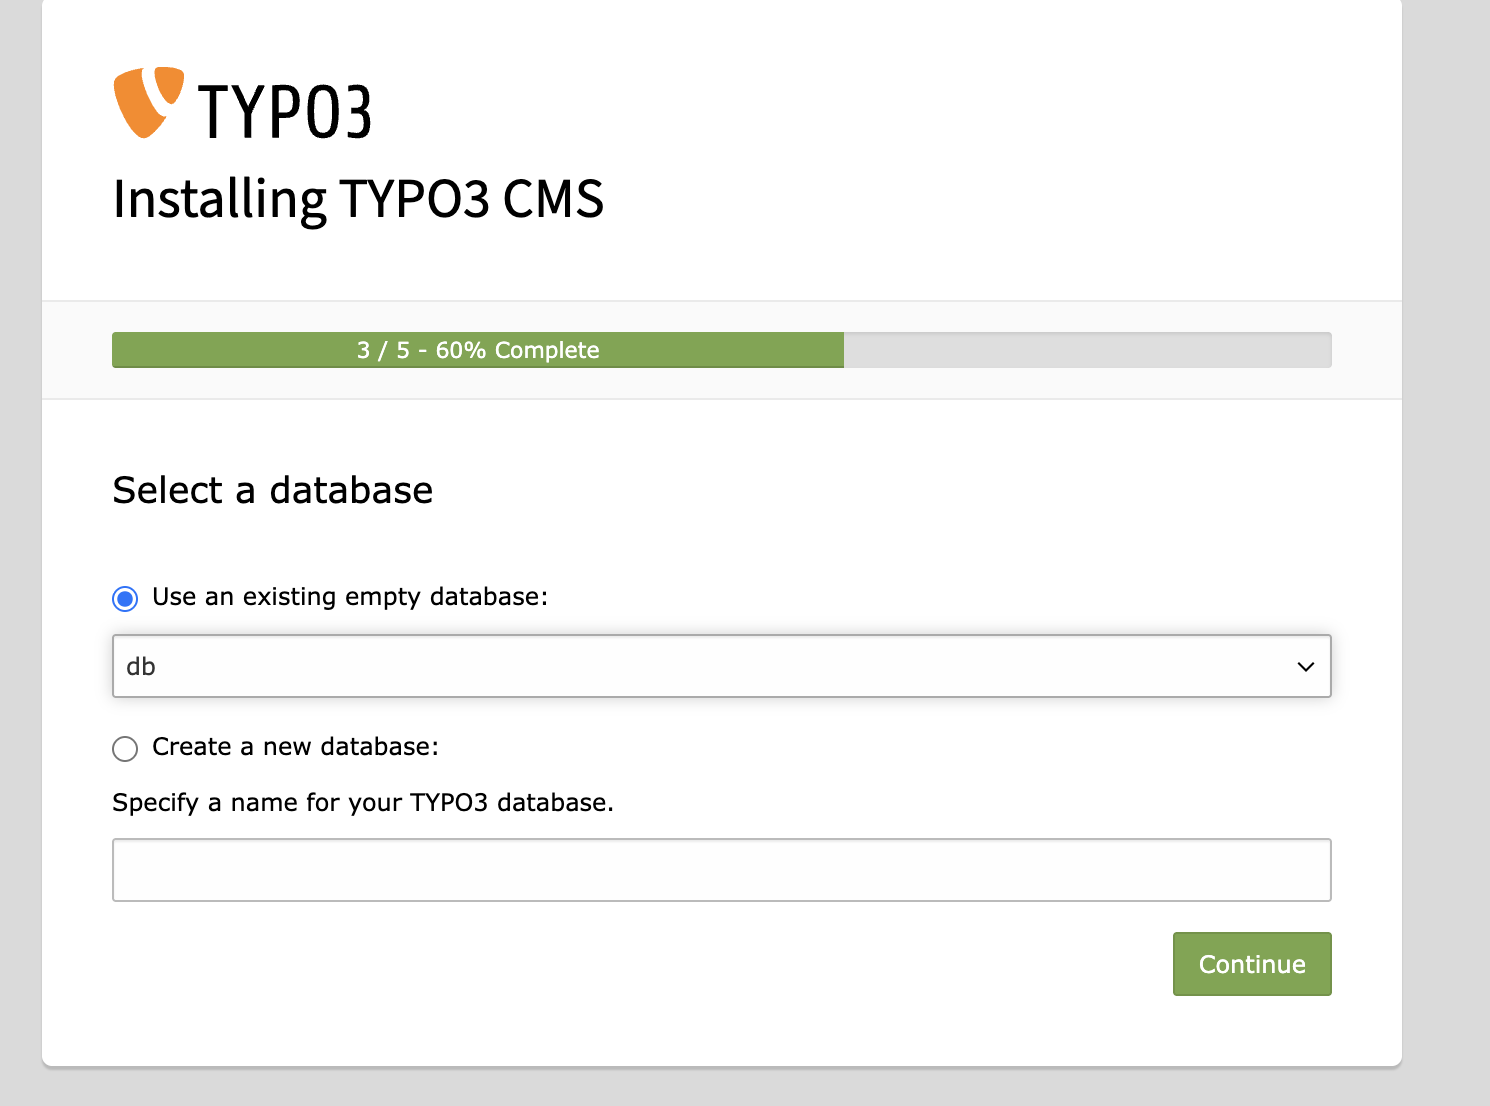 TYPO3
Installing TYPO3 CMS
3 / 5 - 60% Complete
Select a database
Use an existing empty database:
db
Create a new database:
Specify a name for your TYPO3 database.
Continue